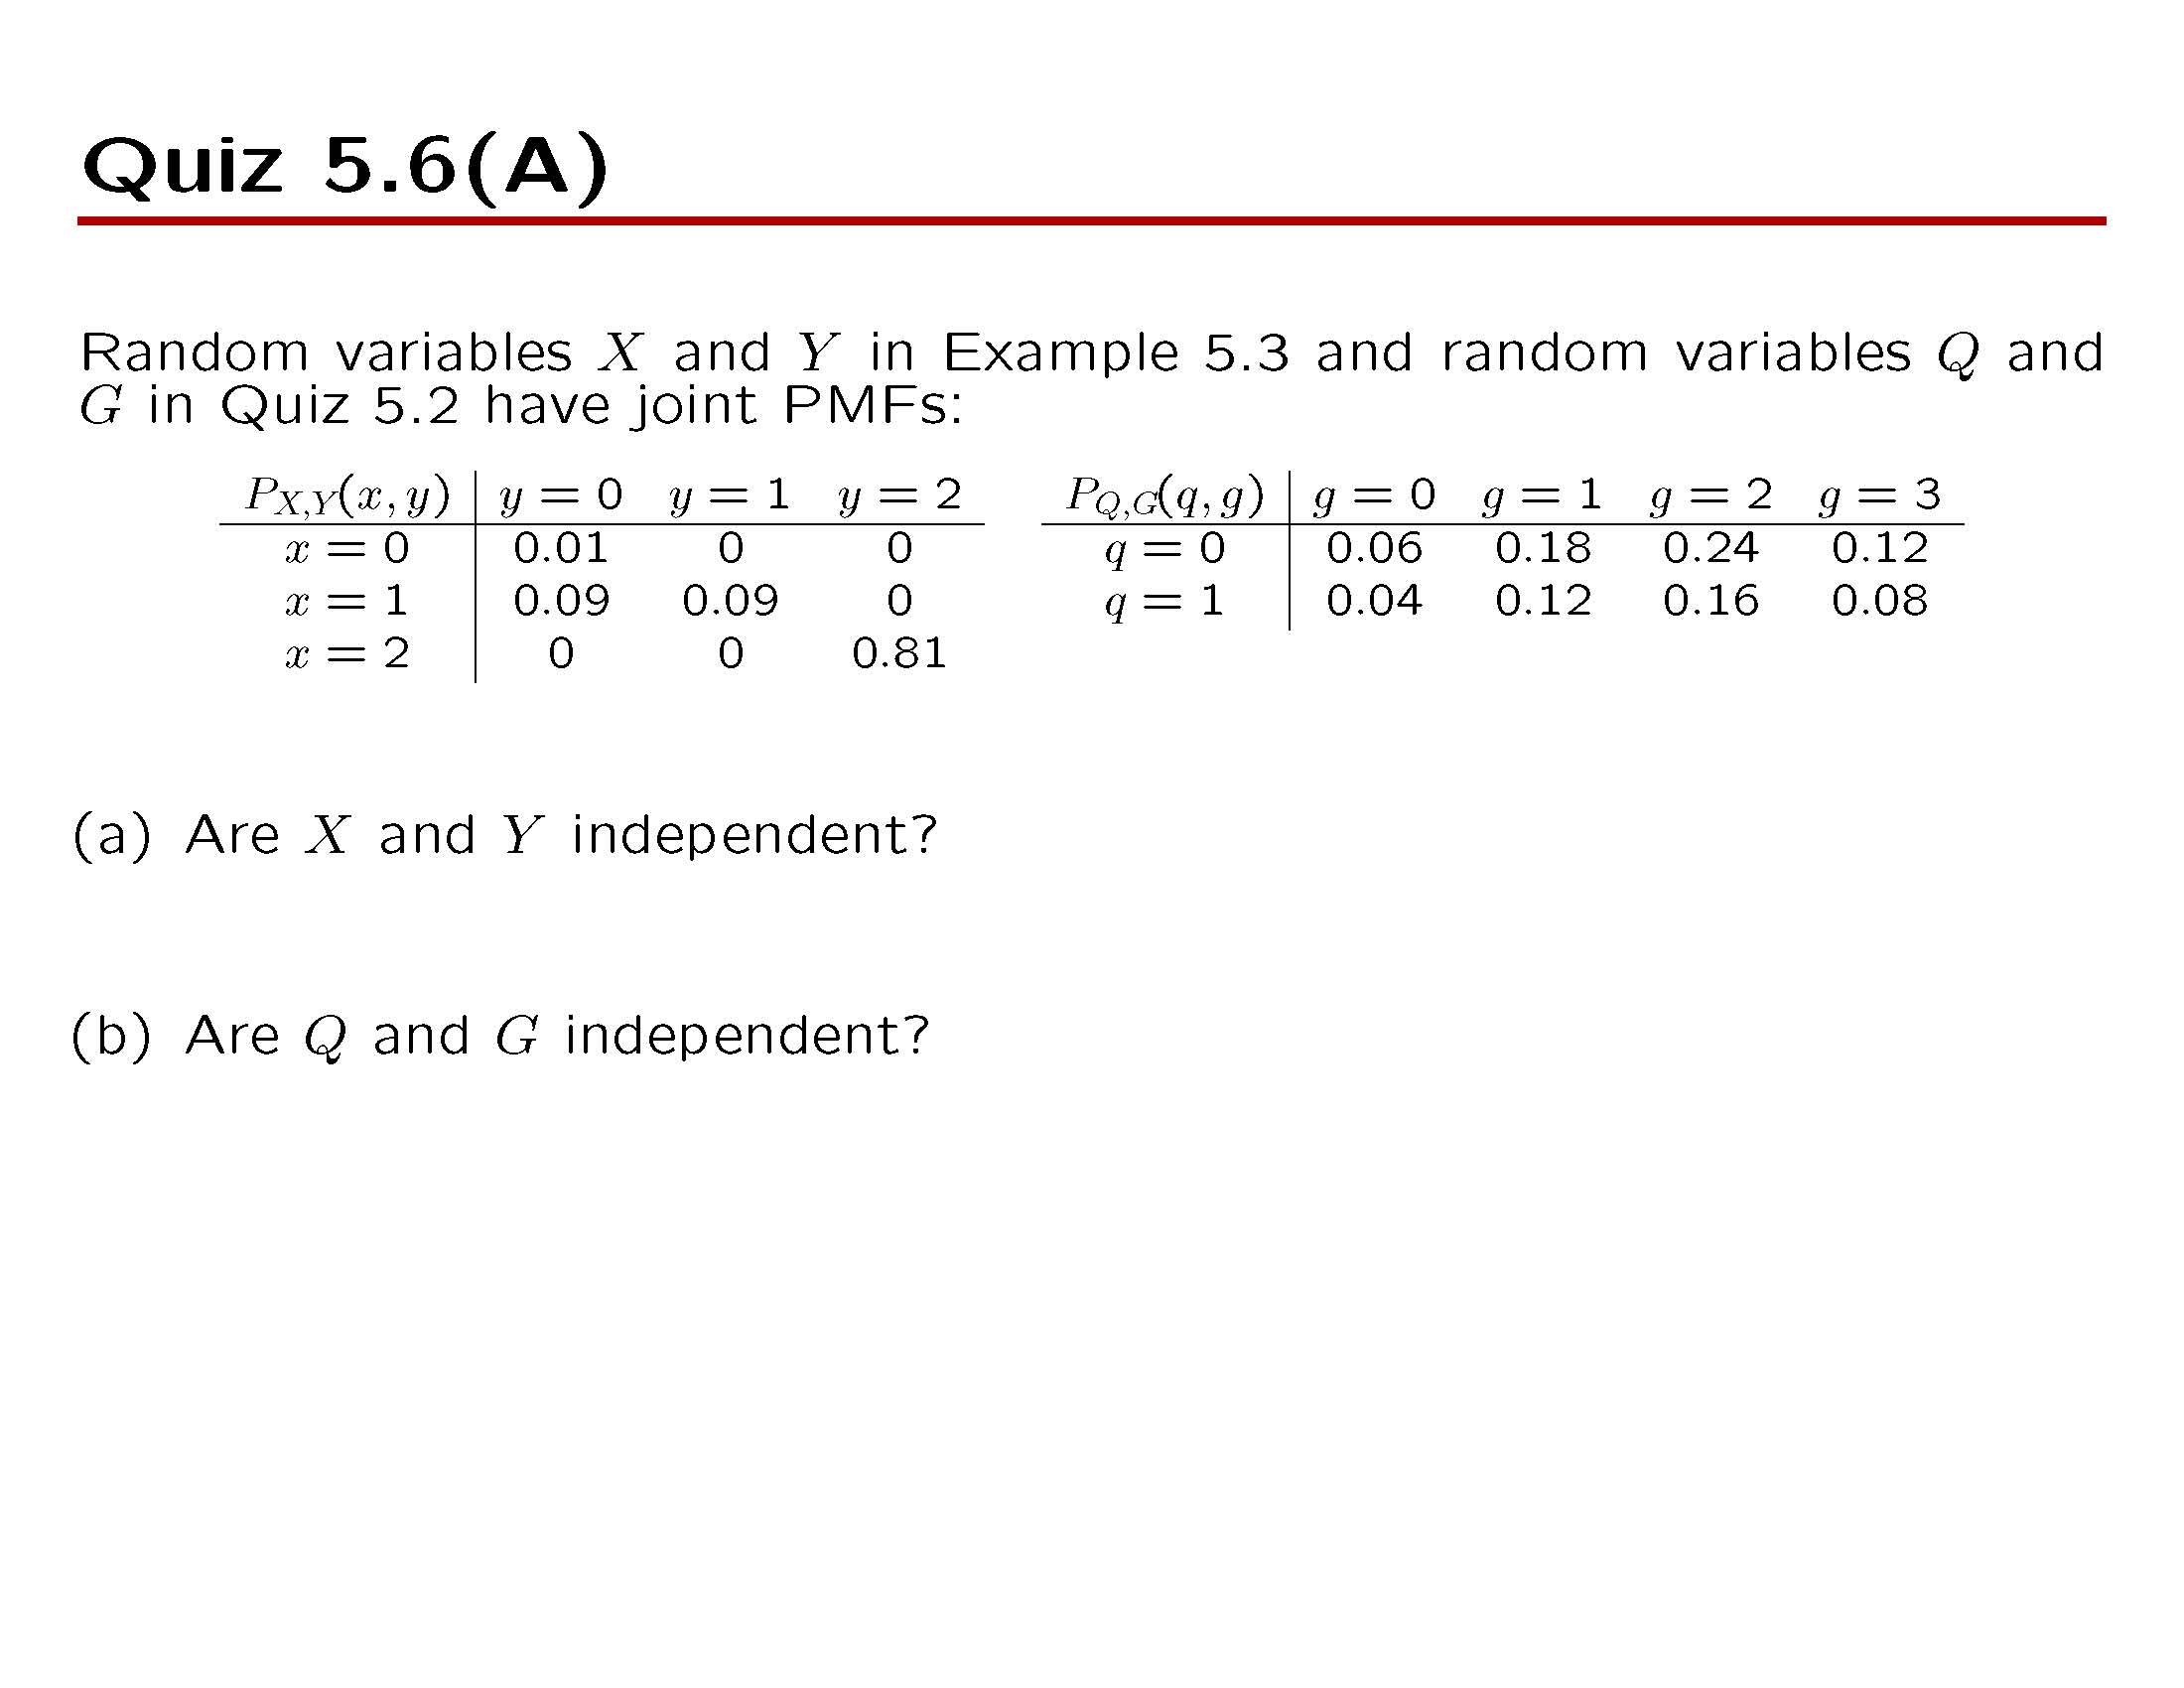 Quiz 5.6(A)
Random variables X and Y in Example 5.3 and random variables Q and
G in Quiz 5.2 have joint PMFs:
P_{X,Y}(x, y) y = 0 y = 1 y = 2 P_{Q,G}(q, g) g = 0 g = 1 g = 2 g = 3
x = 0 0.01 0 0 q = 0 0.06 0.18 0.24 0.12
x = 1 0.09 0.09 0 q = 1 0.04 0.12 0.16 0.08
x = 2 0 0 0.81
(a) Are X and Y independent?
(b) Are Q and G independent?